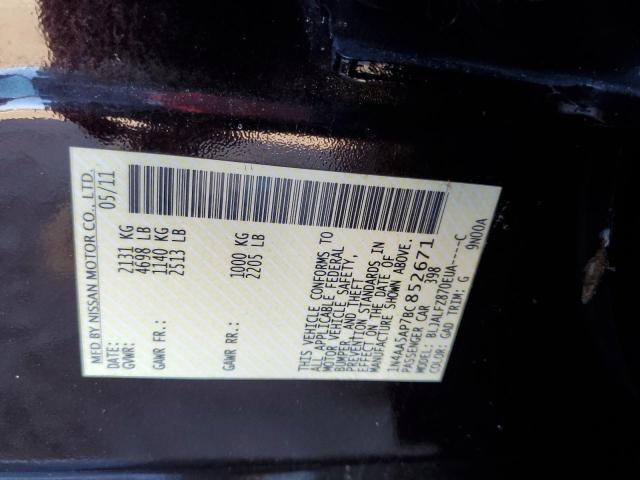 MFD BY NISSAN MOTOR CO., LTD.
DATE: 05/11
GVWR: 2131 KG
4698 LB
GAWR FR.: 1140 KG
2513 LB
GAWR RR.: 1000 KG
2205 LB
THIS VEHICLE CONFORMS TO
ALL APPLICABLE FEDERAL
MOTOR VEHICLE SAFETY,
BUMPER, AND THEFT
PREVENTION STANDARDS IN
EFFECT ON THE DATE OF
MANUFACTURE SHOWN ABOVE.
1N4AA5AP7BC852671
PASSENGER CAR 398
MODEL: BLJALFZ870EUA-----C
COLOR: GAD TRIM: G 9N00A